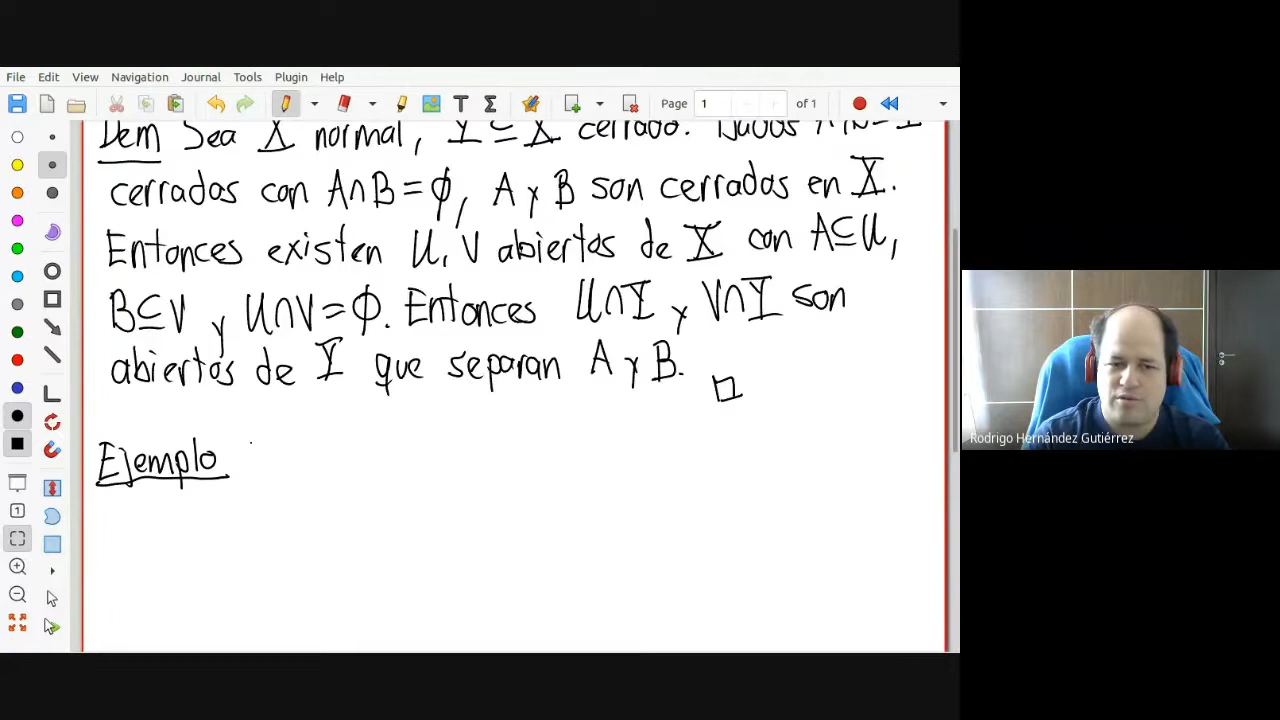 File Edit View Navigation Journal Tools Plugin Help
Page 1 of 1
Dem Sea X normal, Y ⊆ X cerrado. Dados
cerrados con A∩B = ∅, A y B son cerrados en X.
Entonces existen U, V abiertos de X con A⊆U,
B⊆V y U∩V = ∅. Entonces U∩Y y V∩Y son
abiertos de Y que separan A y B. □
Rodrigo Hernández Gutiérrez
Ejemplo